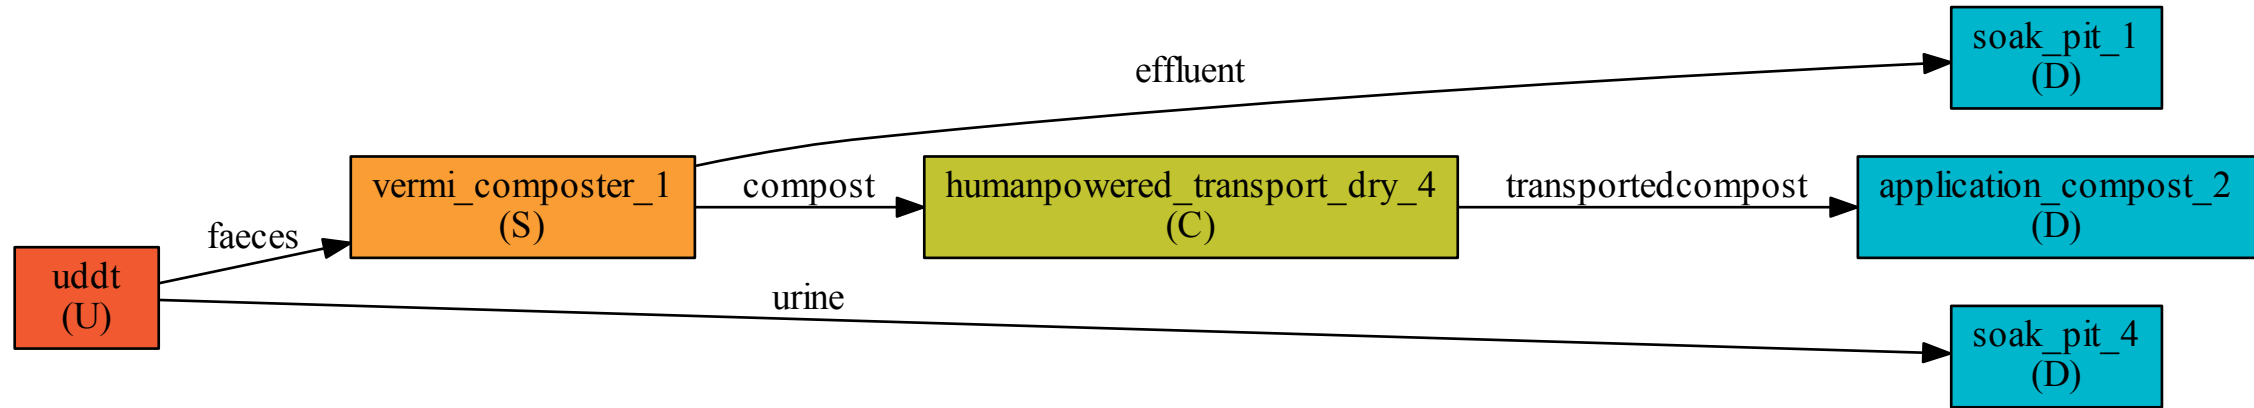 uddt
(U)
faeces
urine
vermi_composter_1
(S)
effluent
compost
humanpowered_transport_dry_4
(C)
transportedcompost
soak_pit_1
(D)
application_compost_2
(D)
soak_pit_4
(D)